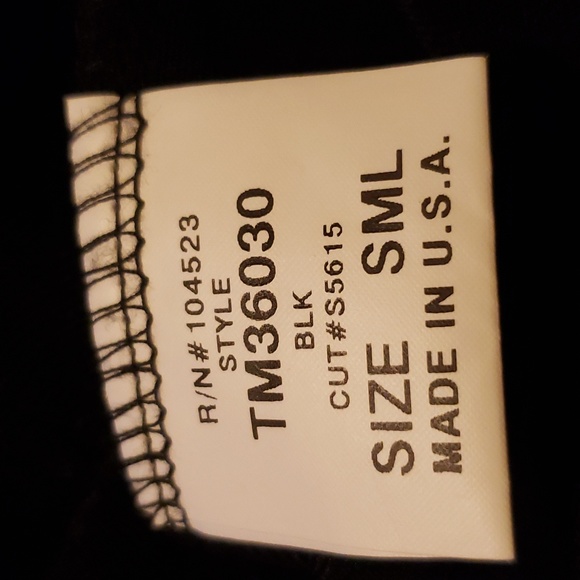 R/N#104523
STYLE
TM36030
BLK
CUT#S5615
SIZE SML
MADE IN U.S.A.